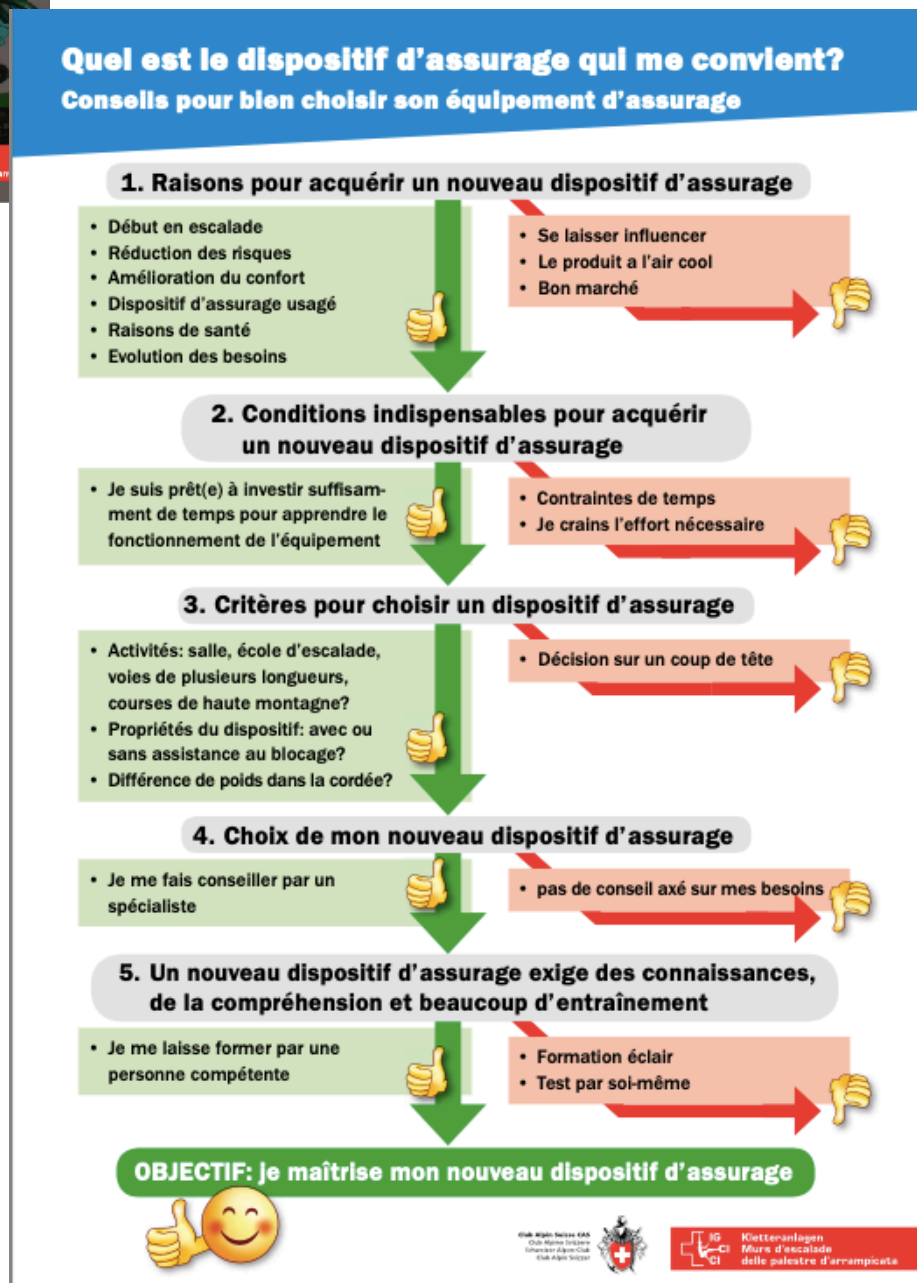 Quel est le dispositif d'assurage qui me convient?
Conseils pour bien choisir son équipement d'assurage
1. Raisons pour acquérir un nouveau dispositif d'assurage
• Début en escalade
• Réduction des risques
• Amélioration du confort
• Dispositif d'assurage usagé
• Raisons de santé
• Evolution des besoins
• Se laisser influencer
• Le produit a l'air cool
• Bon marché
2. Conditions indispensables pour acquérir
un nouveau dispositif d'assurage
• Je suis prêt(e) à investir suffisam-
ment de temps pour apprendre le
fonctionnement de l'équipement
• Contraintes de temps
• Je crains l'effort nécessaire
3. Critères pour choisir un dispositif d'assurage
• Activités: salle, école d'escalade,
voies de plusieurs longueurs,
courses de haute montagne?
• Propriétés du dispositif: avec ou
sans assistance au blocage?
• Différence de poids dans la cordée?
• Décision sur un coup de tête
4. Choix de mon nouveau dispositif d'assurage
• Je me fais conseiller par un
spécialiste
• pas de conseil axé sur mes besoins
5. Un nouveau dispositif d'assurage exige des connaissances,
de la compréhension et beaucoup d'entraînement
• Je me laisse former par une
personne compétente
• Formation éclair
• Test par soi-même
OBJECTIF: je maîtrise mon nouveau dispositif d'assurage
Club Alpin Suisse CAS
Club Alpino Svizzero
Schweizer Alpen-Club
Club Alpin Svizzer
IG Kletteranlagen
CI Murs d'escalade
CI delle palestre d'arrampicata